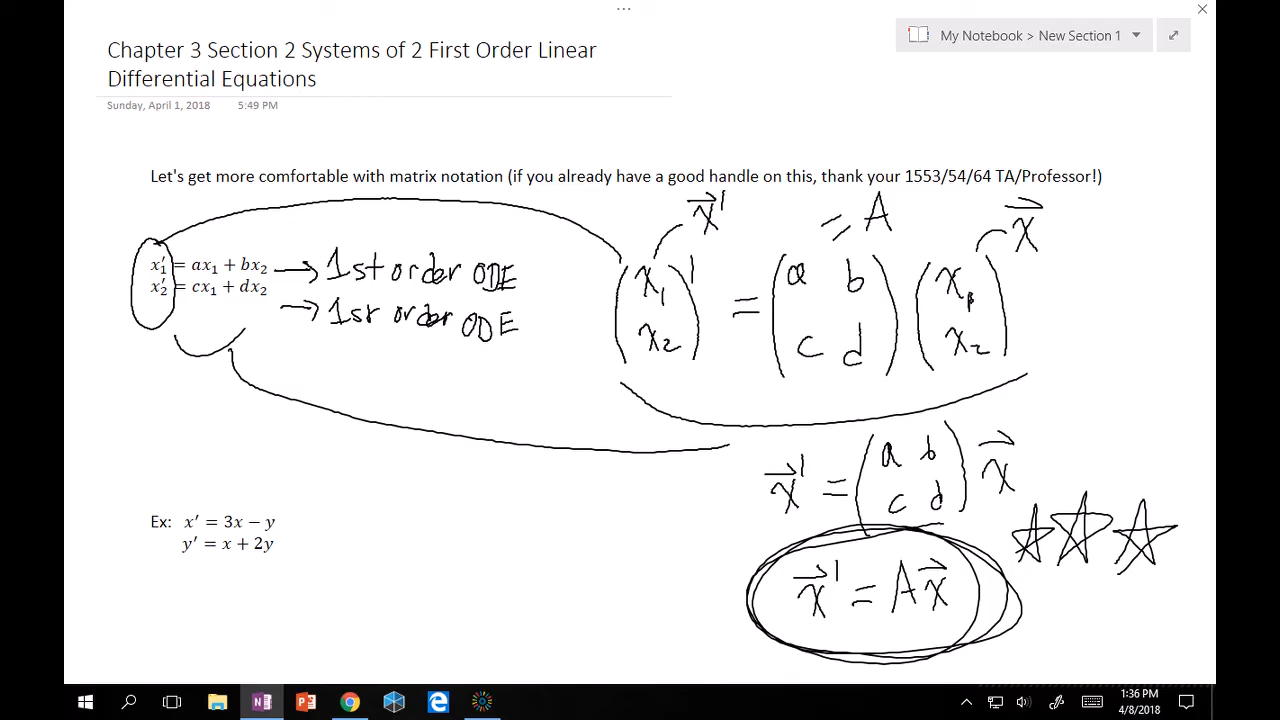 My Notebook > New Section 1
Chapter 3 Section 2 Systems of 2 First Order Linear
Differential Equations
Sunday, April 1, 2018 5:49 PM
Let's get more comfortable with matrix notation (if you already have a good handle on this, thank your 1553/54/64 TA/Professor!)
x⃗' = A x⃗
x₁′ = ax₁ + bx₂ → 1st order ODE
x₂′ = cx₁ + dx₂ → 1st order ODE
(x₁ x₂)' = (a b c d) (x₁ x₂)
x⃗' = (a b c d) x⃗
Ex: x′ = 3x − y
y′ = x + 2y
x⃗' = Ax⃗
1:36 PM
4/8/2018